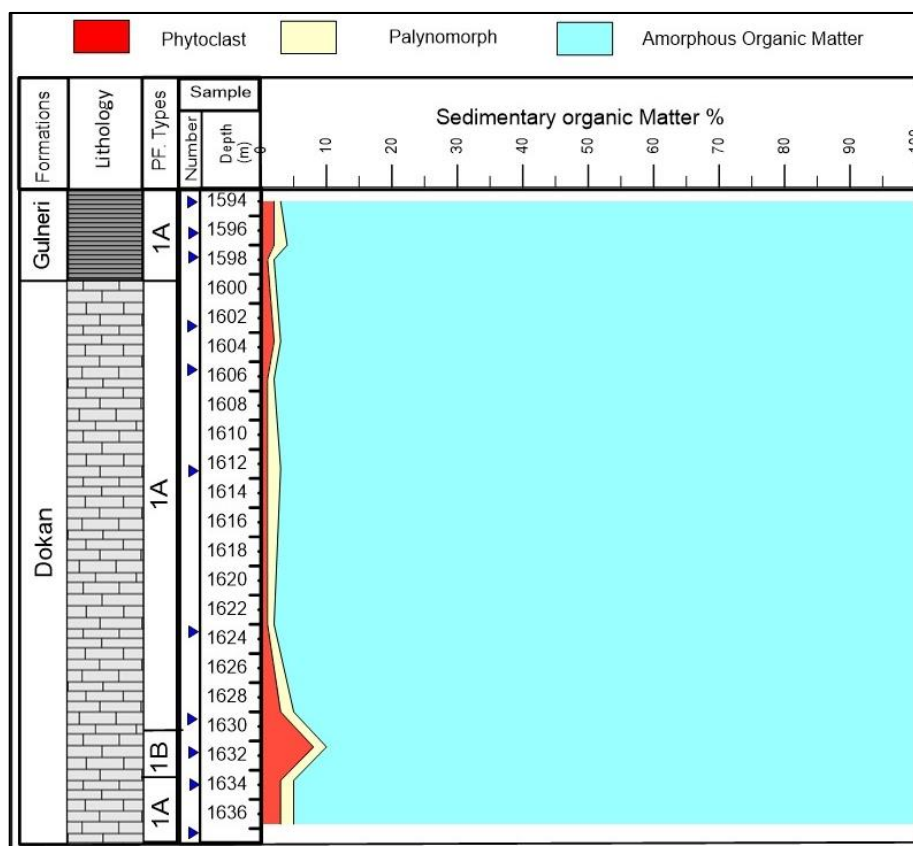 Phytoclast Palynomorph Amorphous Organic Matter
Formations
Lithology
PF. Types
Sample
Number
Depth (m)
Sedimentary organic Matter %
0 10 20 30 40 50 60 70 80 90 100
Gulneri
1A
Dokan
1A
1B
1A
1594
1596
1598
1600
1602
1604
1606
1608
1610
1612
1614
1616
1618
1620
1622
1624
1626
1628
1630
1632
1634
1636